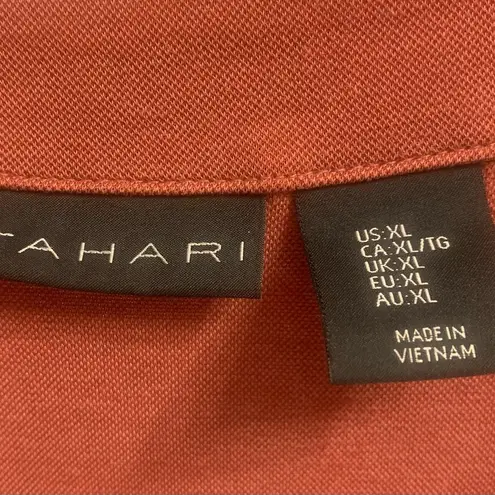 TAHARI
US:XL
CA:XL/TG
UK:XL
EU:XL
AU:XL
MADE IN
VIETNAM